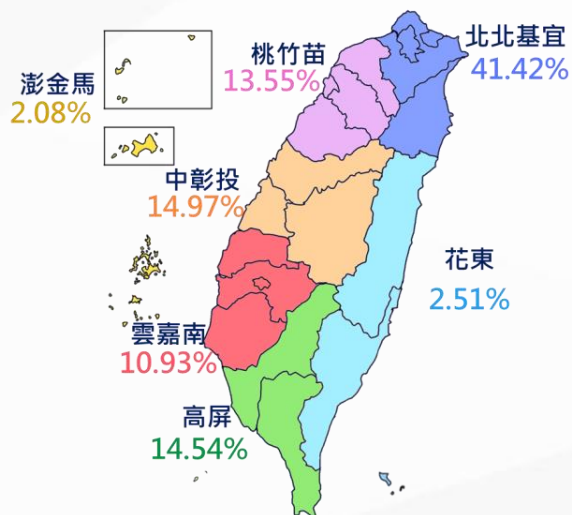 北北基宜
41.42%
桃竹苗
13.55%
澎金馬
2.08%
中彰投
14.97%
花東
2.51%
雲嘉南
10.93%
高屏
14.54%